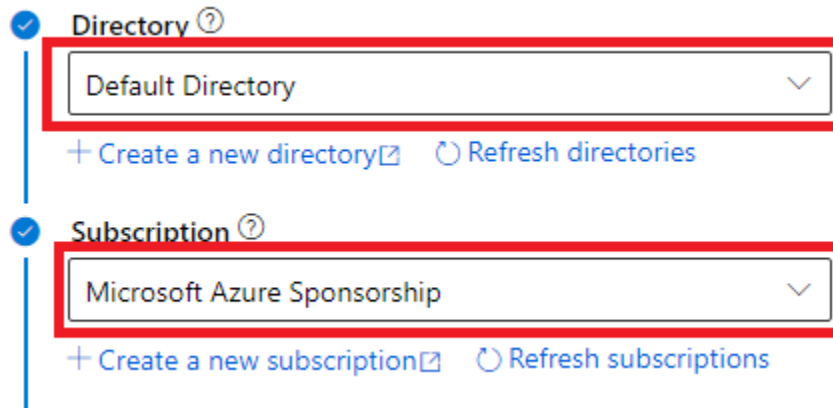 Directory
Default Directory
Create a new directory Refresh directories
Subscription
Microsoft Azure Sponsorship
Create a new subscription Refresh subscriptions